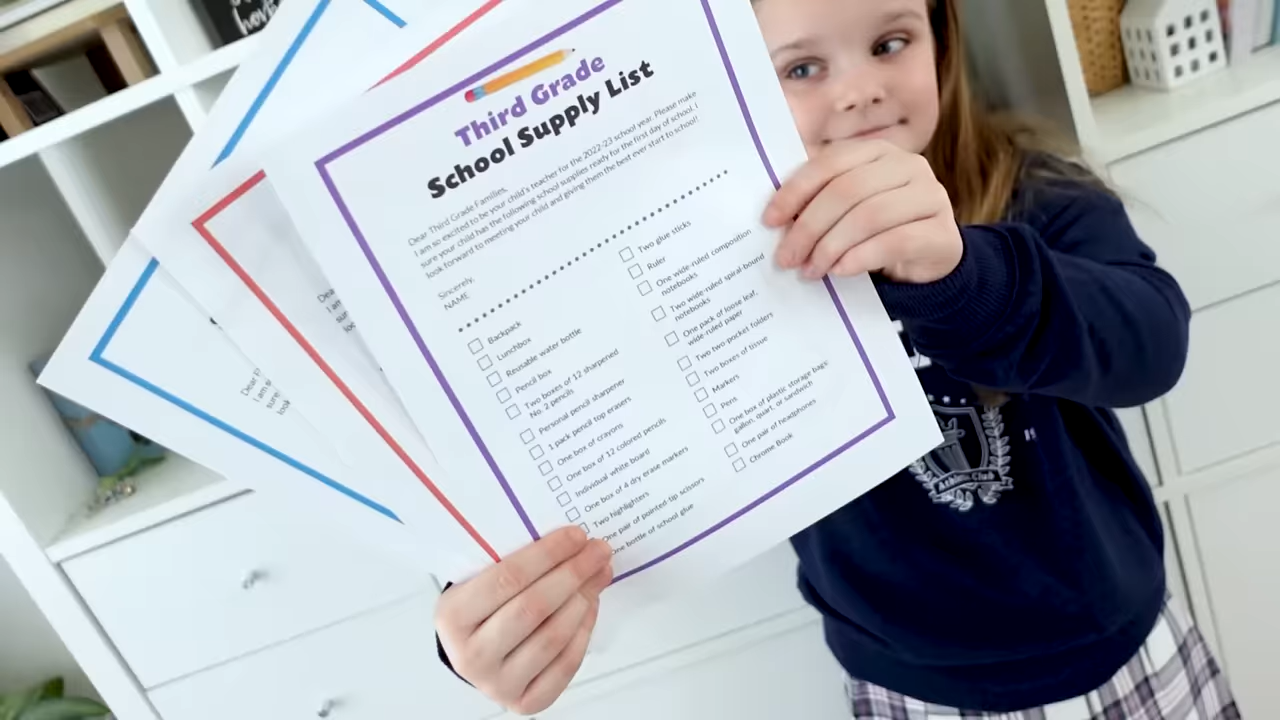 Third Grade
School Supply List
Dear Third Grade Families,
I am so excited to be your child's teacher for the 2022-23 school year. Please make
sure your child has the following school supplies ready for the first day of school. I
look forward to meeting your child and giving them the best ever start to school!
Sincerely,
NAME
Backpack
Lunchbox
Reusable water bottle
Pencil box
Two boxes of 12 sharpened
No. 2 pencils
Personal pencil sharpener
1 pack pencil top erasers
One box of crayons
One box of 12 colored pencils
Individual white board
One box of 4 dry erase markers
Two highlighters
One pair of pointed-tip scissors
One bottle of school glue
Two glue sticks
Ruler
One wide-ruled composition
notebooks
Two wide-ruled spiral-bound
notebooks
One pack of loose leaf,
wide-ruled paper
Two two-pocket folders
Two boxes of tissue
Markers
Pens
One box of plastic storage bags:
gallon, quart, or sandwich
One pair of headphones
Chrome Book
Athletic Club